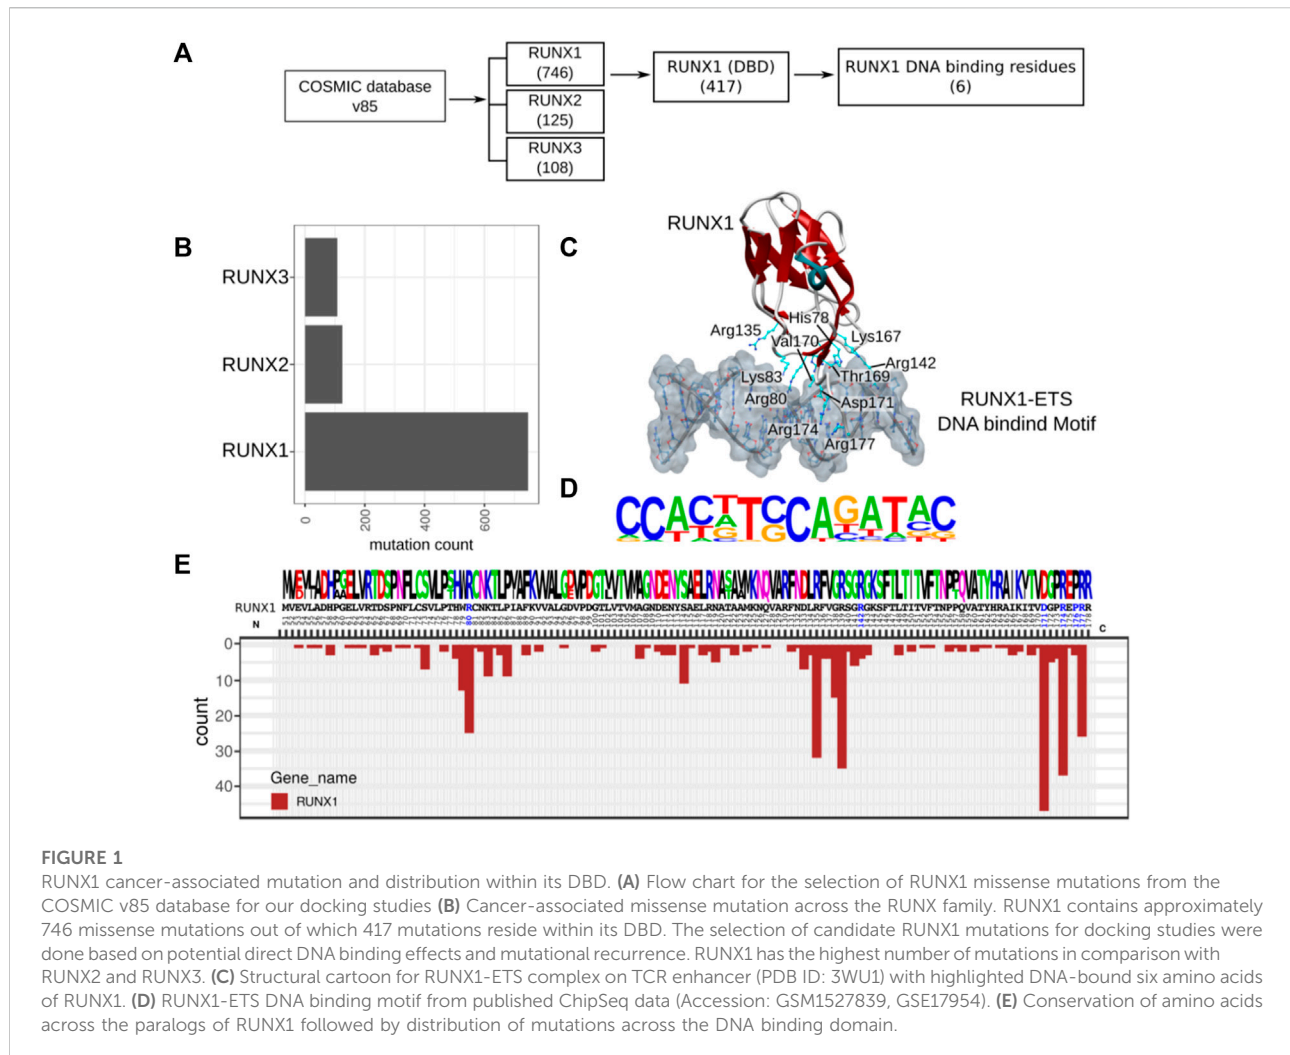 A
COSMIC database
v85
RUNX1
(746)
RUNX2
(125)
RUNX3
(108)
RUNX1 (DBD)
(417)
RUNX1 DNA binding residues
(6)
B
RUNX3
RUNX2
RUNX1
0
200
400
600
mutation count
C
RUNX1
His78
Arg135
Val170
Lys167
Arg142
Lys83
Thr169
Arg80
Asp171
Arg174
Arg177
RUNX1-ETS
DNA bindind Motif
D
E
RUNX1
MVEVLADHPGELVRTDSPNFLCSVLPTHWRCNKTLPIAFKVVALGDVPDGTLVTVMAGNDENYSAELRNATAAMKNQVARFNDLRFVGRSGRGKSFTLTITVFTNPPQVATYHRAIKITVDGPREPRR
N
C
0
10
20
30
40
count
Gene_name
RUNX1
FIGURE 1
RUNX1 cancer-associated mutation and distribution within its DBD. (A) Flow chart for the selection of RUNX1 missense mutations from the
COSMIC v85 database for our docking studies (B) Cancer-associated missense mutation across the RUNX family. RUNX1 contains approximately
746 missense mutations out of which 417 mutations reside within its DBD. The selection of candidate RUNX1 mutations for docking studies were
done based on potential direct DNA binding effects and mutational recurrence. RUNX1 has the highest number of mutations in comparison with
RUNX2 and RUNX3. (C) Structural cartoon for RUNX1-ETS complex on TCR enhancer (PDB ID: 3WU1) with highlighted DNA-bound six amino acids
of RUNX1. (D) RUNX1-ETS DNA binding motif from published ChipSeq data (Accession: GSM1527839, GSE17954). (E) Conservation of amino acids
across the paralogs of RUNX1 followed by distribution of mutations across the DNA binding domain.